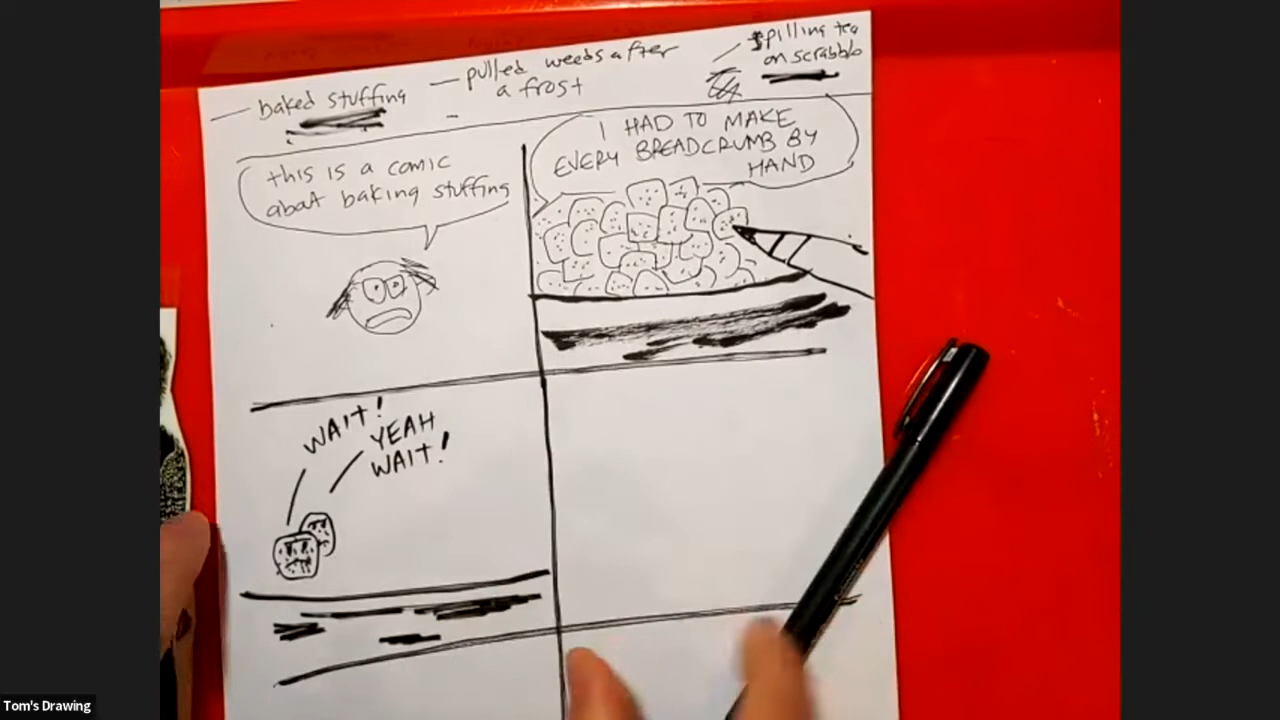 baked stuffing
pulled weeds after
a frost
spilling tea
on scrabble
this is a comic
about baking stuffing
I HAD TO MAKE
EVERY BREADCRUMB BY
HAND
WAIT!
YEAH
WAIT!
Tom's Drawing